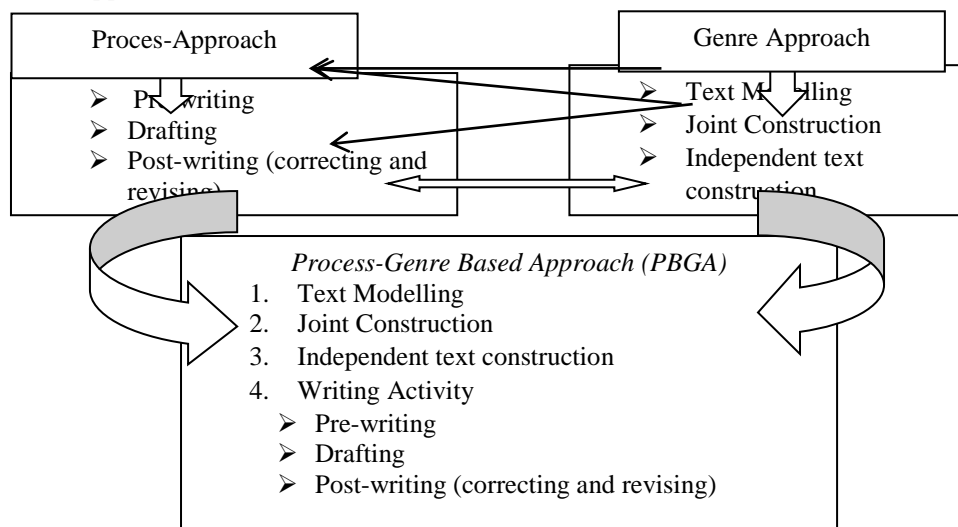 Proces-Approach
➢ Pre-writing
➢ Drafting
➢ Post-writing (correcting and
revising)
Genre Approach
➢ Text Modelling
➢ Joint Construction
➢ Independent text
construction
Process-Genre Based Approach (PBGA)
1. Text Modelling
2. Joint Construction
3. Independent text construction
4. Writing Activity
➢ Pre-writing
➢ Drafting
➢ Post-writing (correcting and revising)